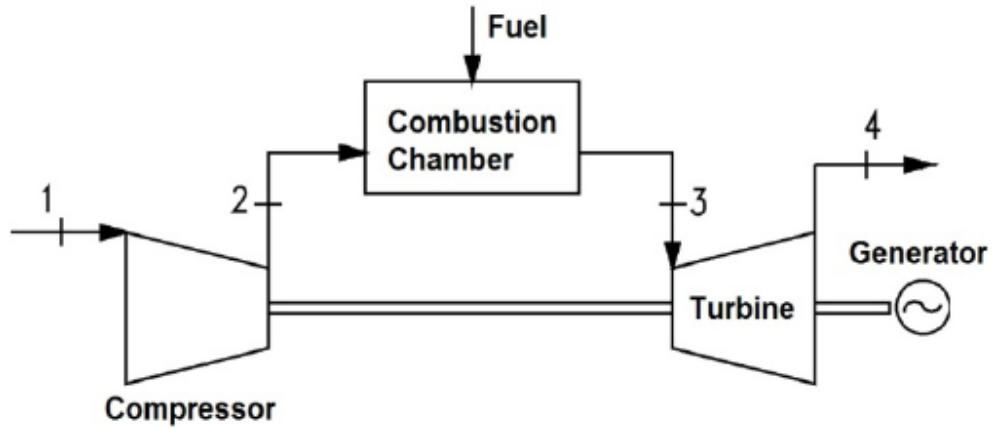 Fuel
Combustion
Chamber
4
1
2
3
Generator
Turbine
Compressor